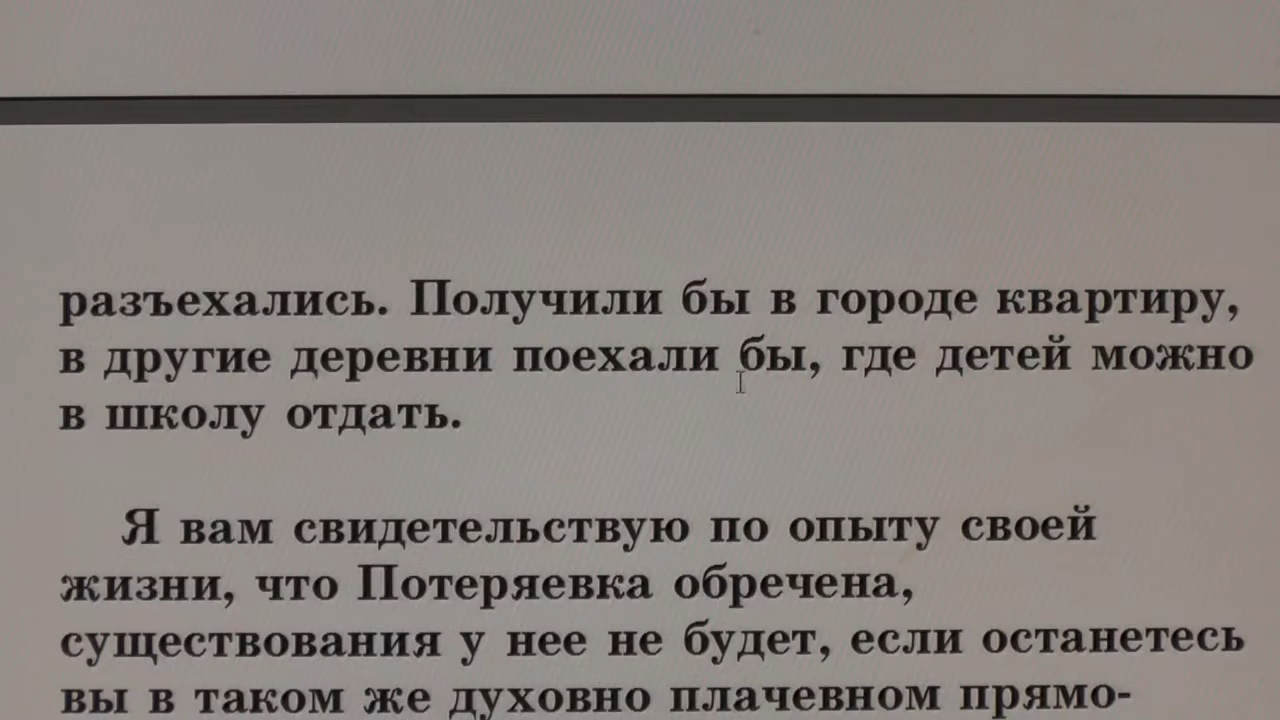 разъехались. Получили бы в городе квартиру,
в другие деревни поехали бы, где детей можно
в школу отдать.
Я вам свидетельствую по опыту своей
жизни, что Потеряевка обречена,
существования у нее не будет, если останетесь
вы в таком же духовно плачевном прямо-